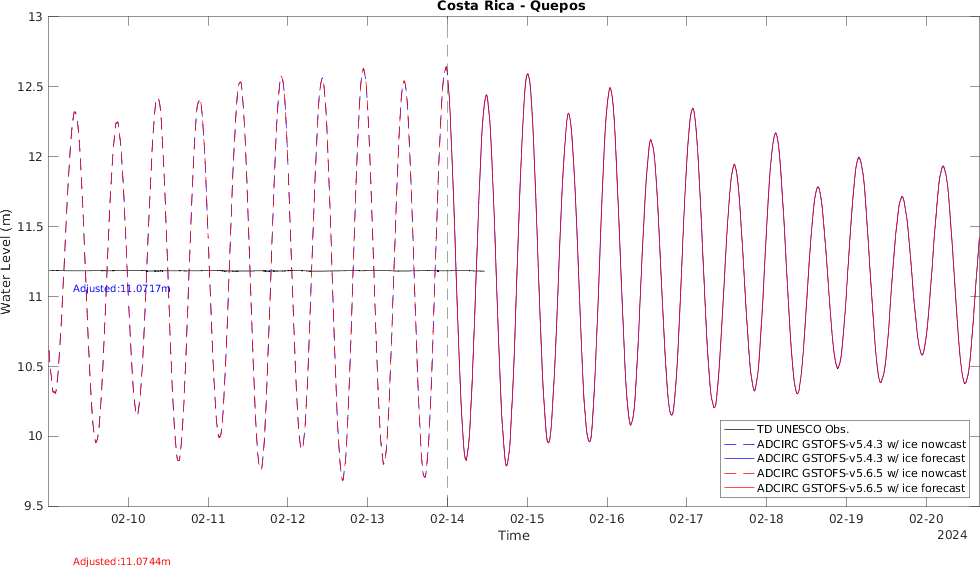 Costa Rica - Quepos
13
12.5
12
11.5
11
10.5
10
9.5
Water Level (m)
Adjusted:11.0717m
TD UNESCO Obs.
ADCIRC GSTOFS-v5.4.3 w/ ice nowcast
ADCIRC GSTOFS-v5.4.3 w/ ice forecast
ADCIRC GSTOFS-v5.6.5 w/ ice nowcast
ADCIRC GSTOFS-v5.6.5 w/ ice forecast
02-10 02-11 02-12 02-13 02-14 02-15 02-16 02-17 02-18 02-19 02-20
Time
2024
Adjusted:11.0744m